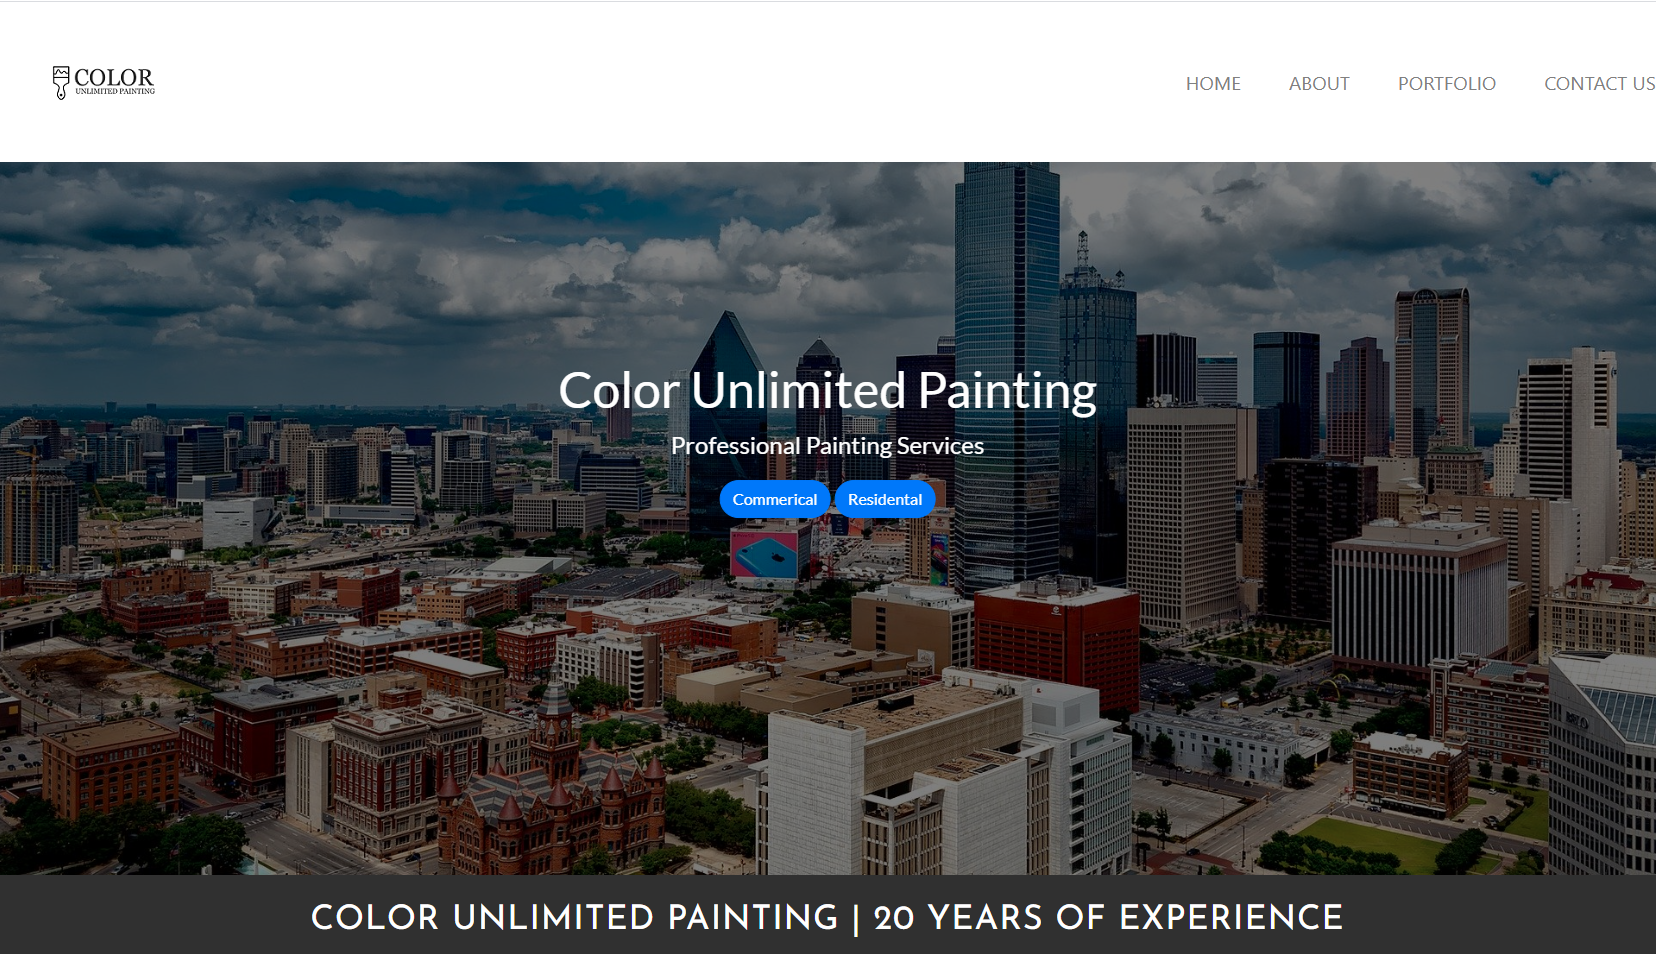 COLOR
UNLIMITED PAINTING
HOME ABOUT PORTFOLIO CONTACT US
Color Unlimited Painting
Professional Painting Services
Commerical Residental
COLOR UNLIMITED PAINTING | 20 YEARS OF EXPERIENCE